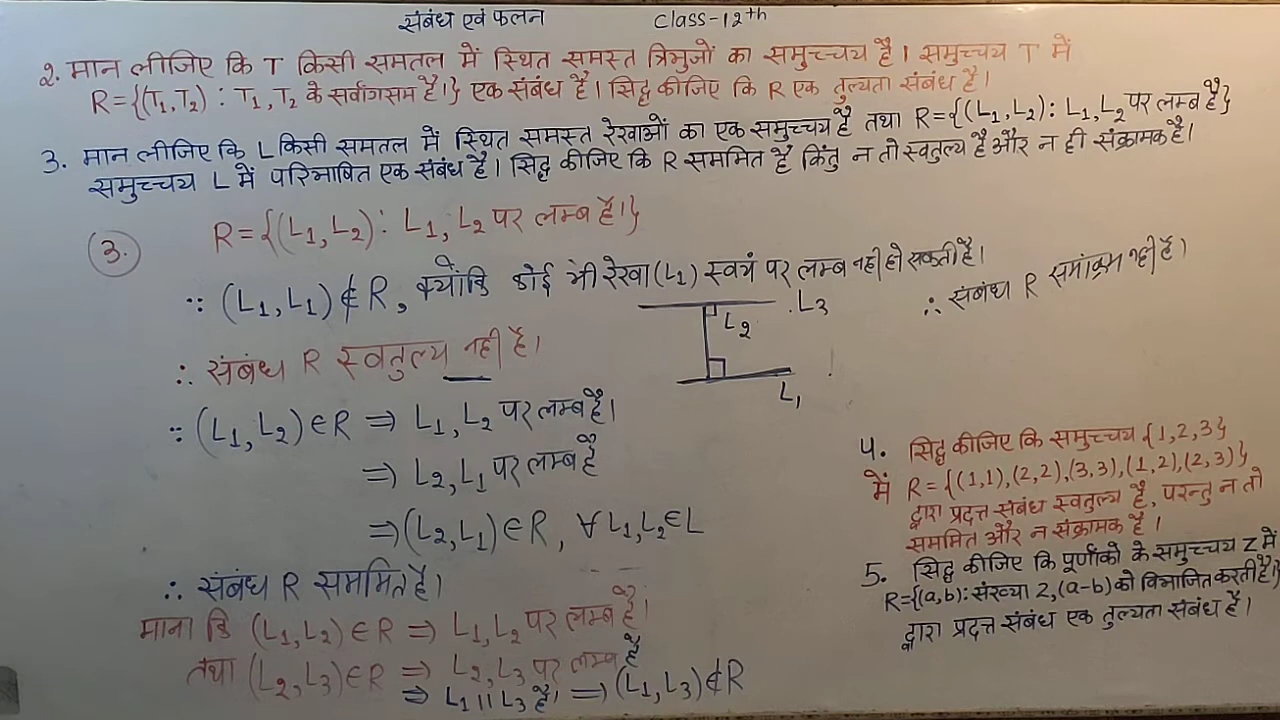 संबंध एवं फलन Class-12th
2. मान लीजिए कि T किसी समतल में स्थित समस्त त्रिभुजों का समुच्चय है। समुच्चय T में
R={(T1,T2) : T1,T2 के सर्वांगसम है।} एक संबंध है। सिद्ध कीजिए कि R एक तुल्यता संबंध है।
3. मान लीजिए कि L किसी समतल में स्थित समस्त रेखाओं का एक समुच्चय है तथा R={(L1,L2): L1,L2 पर लम्ब है}
समुच्चय L में परिभाषित एक संबंध है। सिद्ध कीजिए कि R सममित है किंतु न तो स्वतुल्य है और न ही संक्रामक है।
3. R={(L1,L2): L1,L2 पर लम्ब है।}
∵ (L1,L1)∉R, क्योंकि कोई भी रेखा(L1) स्वयं पर लम्ब नही हो सकती है।
∴ संबंध R समांक्रम नही है।
L3
L2
L1
∴ संबंध R स्वतुल्य नही है।
∵ (L1,L2)∈R ⇒ L1,L2 पर लम्ब है।
⇒ L2,L1 पर लम्ब है
⇒(L2,L1)∈R, ∀L1,L2∈L
∴ संबंध R सममित है।
माना कि (L1,L2)∈R ⇒ L1,L2 पर लम्ब है।
तथा (L2,L3)∈R ⇒ L2,L3 पर लम्ब है
⇒ L1||L3 है। ⇒(L1,L3)∉R
4. सिद्ध कीजिए कि समुच्चय {1,2,3}
में R={(1,1),(2,2),(3,3),(1,2),(2,3)}
द्वारा प्रदत्त संबंध स्वतुल्य है, परन्तु न तो
सममित और न संक्रामक है।
5. सिद्ध कीजिए कि पूर्णांको के समुच्चय Z में
R={(a,b): संख्या 2,(a-b) को विभाजित करती है}
द्वारा प्रदत्त संबंध एक तुल्यता संबंध है।